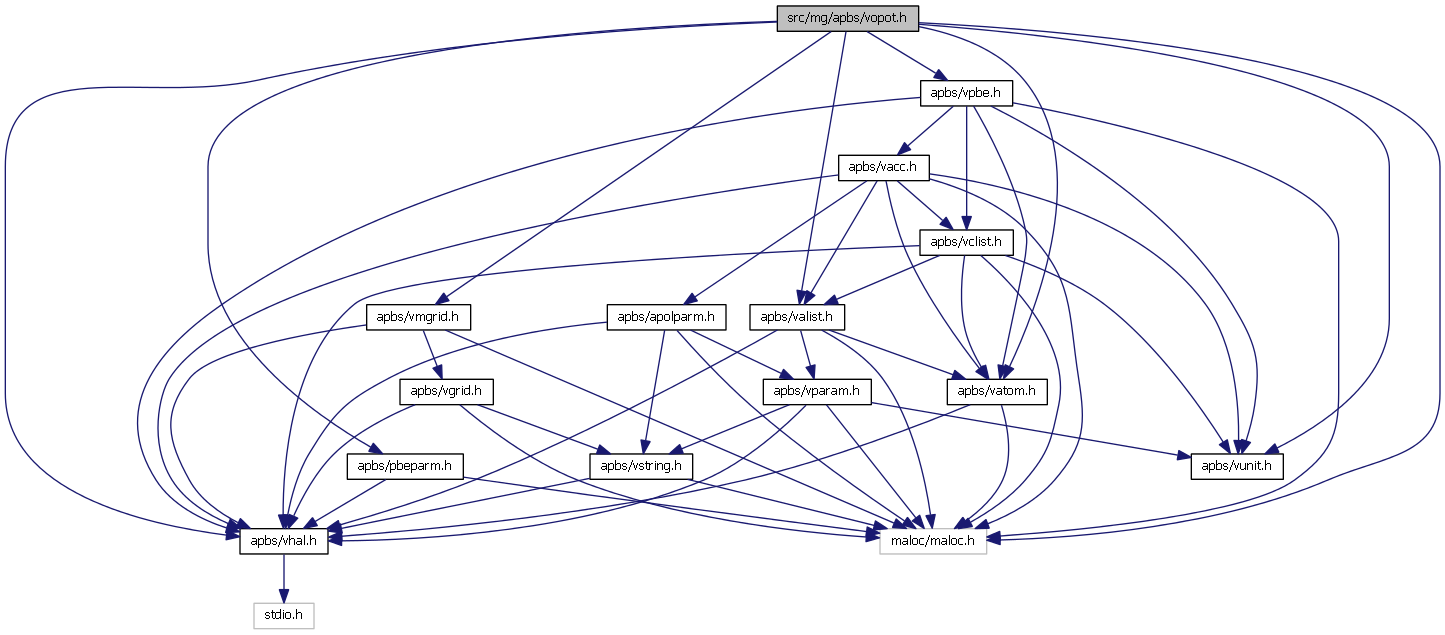 src/mg/apbs/vopot.h
apbs/vpbe.h
apbs/vacc.h
apbs/vclist.h
apbs/vmgrid.h
apbs/apolparm.h
apbs/valist.h
apbs/vgrid.h
apbs/vparam.h
apbs/vatom.h
apbs/pbeparm.h
apbs/vstring.h
apbs/vunit.h
apbs/vhal.h
maloc/maloc.h
stdio.h